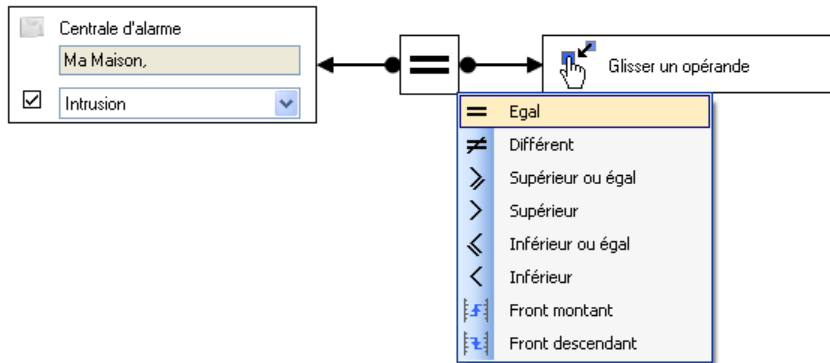 Centrale d'alarme
Ma Maison,
Intrusion
Glisser un opérande
Egal
Différent
Supérieur ou égal
Supérieur
Inférieur ou égal
Inférieur
Front montant
Front descendant